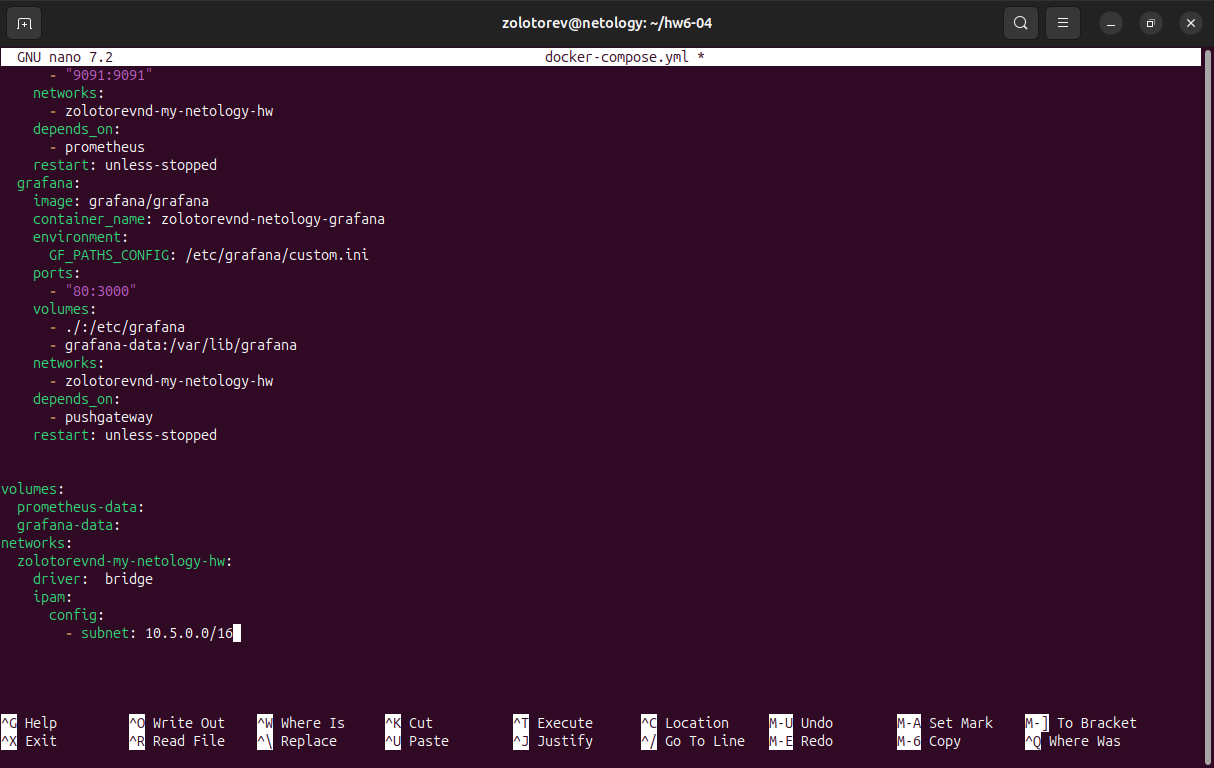 zolotorev@netology: ~/hw6-04
GNU nano 7.2 docker-compose.yml *
      - "9091:9091"
    networks:
      - zolotorevnd-my-netology-hw
    depends_on:
      - prometheus
    restart: unless-stopped
  grafana:
    image: grafana/grafana
    container_name: zolotorevnd-netology-grafana
    environment:
      GF_PATHS_CONFIG: /etc/grafana/custom.ini
    ports:
      - "80:3000"
    volumes:
      - ./:/etc/grafana
      - grafana-data:/var/lib/grafana
    networks:
      - zolotorevnd-my-netology-hw
    depends_on:
      - pushgateway
    restart: unless-stopped
volumes:
  prometheus-data:
  grafana-data:
networks:
  zolotorevnd-my-netology-hw:
    driver:  bridge
    ipam:
      config:
        - subnet: 10.5.0.0/16
^G Help ^O Write Out ^W Where Is ^K Cut ^T Execute ^C Location M-U Undo M-A Set Mark M-] To Bracket
^X Exit ^R Read File ^\ Replace ^U Paste ^J Justify ^/ Go To Line M-E Redo M-6 Copy ^Q Where Was